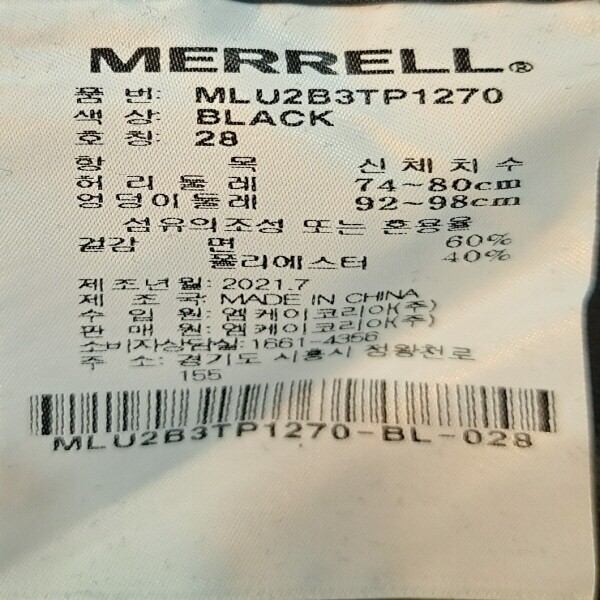 MERRELL®
품 번: MLU2B3TP1270
색 상: BLACK
호 칭: 28
항 목 신체치수
허리둘레 74~80cm
엉덩이둘레 92~98cm
섬유의조성 또는 혼용율
겉감 면 60%
폴리에스터 40%
제조년월: 2021.7
제 조 국: MADE IN CHINA
수 입 원: 엠케이코리아(주)
판 매 원: 엠케이코리아(주)
소비자상담실: 1661-4356
주 소: 경기도 시흥시 정왕천로
155
MLU2B3TP1270-BL-028